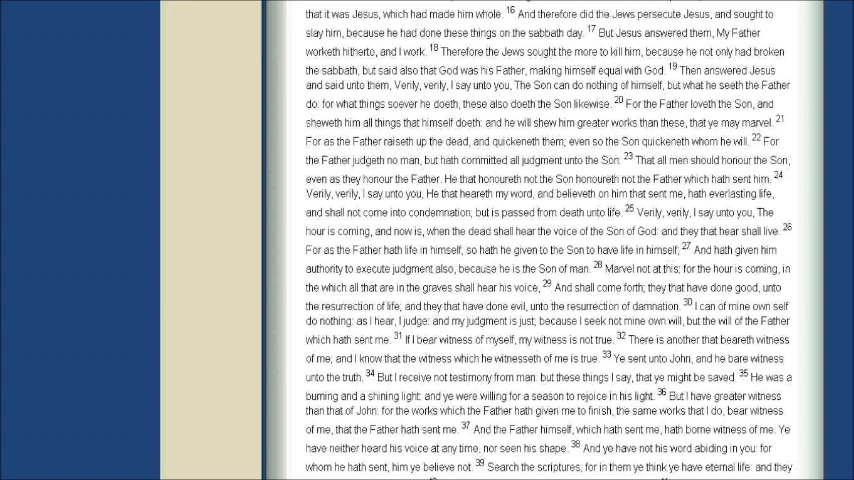 that it was Jesus, which had made him whole. 16 And therefore did the Jews persecute Jesus, and sought to
slay him, because he had done these things on the sabbath day. 17 But Jesus answered them, My Father
worketh hitherto, and I work. 18 Therefore the Jews sought the more to kill him, because he not only had broken
the sabbath, but said also that God was his Father, making himself equal with God. 19 Then answered Jesus
and said unto them, Verily, verily, I say unto you, The Son can do nothing of himself, but what he seeth the Father
do: for what things soever he doeth, these also doeth the Son likewise. 20 For the Father loveth the Son, and
sheweth him all things that himself doeth: and he will shew him greater works than these, that ye may marvel. 21
For as the Father raiseth up the dead, and quickeneth them; even so the Son quickeneth whom he will. 22 For
the Father judgeth no man, but hath committed all judgment unto the Son: 23 That all men should honour the Son,
even as they honour the Father. He that honoureth not the Son honoureth not the Father which hath sent him. 24
Verily, verily, I say unto you, He that heareth my word, and believeth on him that sent me, hath everlasting life,
and shall not come into condemnation; but is passed from death unto life. 25 Verily, verily, I say unto you, The
hour is coming, and now is, when the dead shall hear the voice of the Son of God: and they that hear shall live. 26
For as the Father hath life in himself; so hath he given to the Son to have life in himself; 27 And hath given him
authority to execute judgment also, because he is the Son of man. 28 Marvel not at this: for the hour is coming, in
the which all that are in the graves shall hear his voice, 29 And shall come forth; they that have done good, unto
the resurrection of life; and they that have done evil, unto the resurrection of damnation. 30 I can of mine own self
do nothing: as I hear, I judge: and my judgment is just; because I seek not mine own will, but the will of the Father
which hath sent me. 31 If I bear witness of myself, my witness is not true. 32 There is another that beareth witness
of me; and I know that the witness which he witnesseth of me is true. 33 Ye sent unto John, and he bare witness
unto the truth. 34 But I receive not testimony from man: but these things I say, that ye might be saved. 35 He was a
burning and a shining light: and ye were willing for a season to rejoice in his light. 36 But I have greater witness
than that of John: for the works which the Father hath given me to finish, the same works that I do, bear witness
of me, that the Father hath sent me. 37 And the Father himself, which hath sent me, hath borne witness of me. Ye
have neither heard his voice at any time, nor seen his shape. 38 And ye have not his word abiding in you: for
whom he hath sent, him ye believe not. 39 Search the scriptures; for in them ye think ye have eternal life: and they